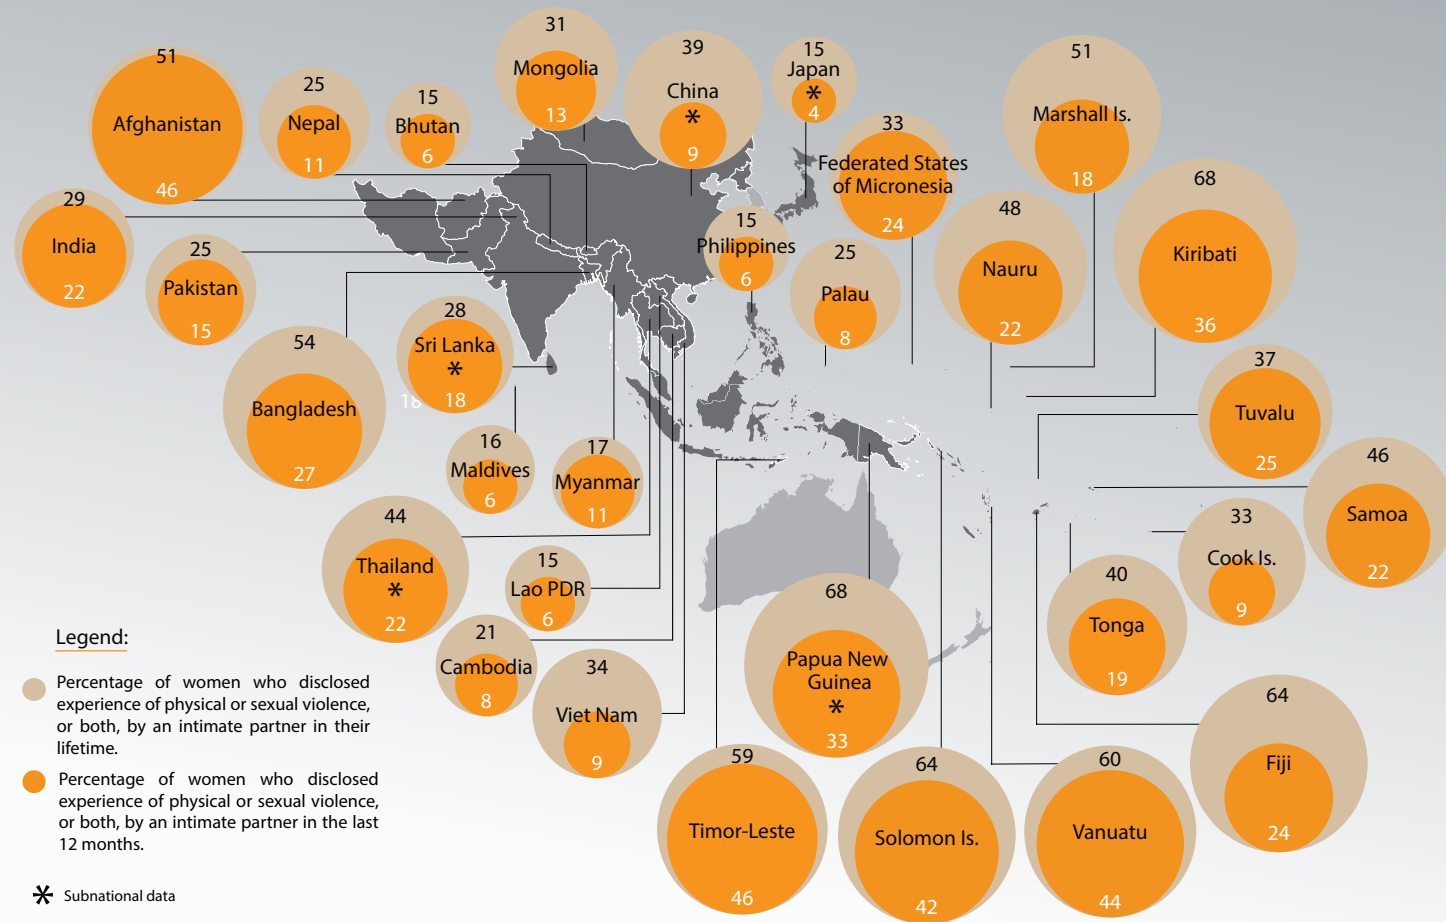 51
Afghanistan
46
25
Nepal
11
15
Bhutan
6
31
Mongolia
13
39
China
*
9
15
Japan
*
4
33
Federated States
of Micronesia
24
51
Marshall Is.
18
29
India
22
25
Pakistan
15
15
Philippines
6
25
Palau
8
48
Nauru
22
68
Kiribati
36
54
Bangladesh
27
28
Sri Lanka
*
18
18
16
Maldives
6
17
Myanmar
11
37
Tuvalu
25
46
Samoa
22
44
Thailand
*
22
15
Lao PDR
6
33
Cook Is.
9
40
Tonga
19
21
Cambodia
8
34
Viet Nam
9
68
Papua New
Guinea
*
33
64
Fiji
24
59
Timor-Leste
46
64
Solomon Is.
42
60
Vanuatu
44
Legend:
Percentage of women who disclosed
experience of physical or sexual violence,
or both, by an intimate partner in their
lifetime.
Percentage of women who disclosed
experience of physical or sexual violence,
or both, by an intimate partner in the last
12 months.
* Subnational data